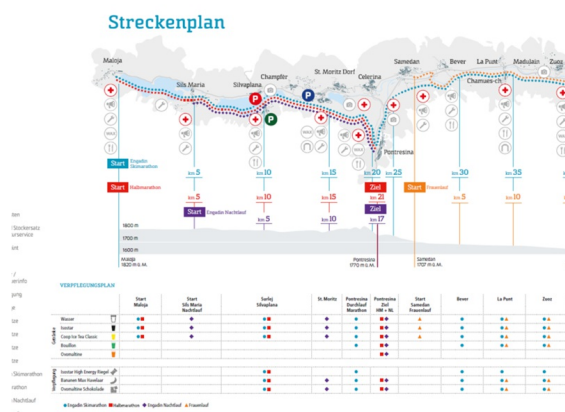 Streckenplan
Maloja
Sils Maria
Silvaplana
Champfèr
St. Moritz Dorf
Celerina
Pontresina
Samedan
Bever
La Punt
Chamues-ch
Madulain
Zuoz
Start Engadin Skimarathon
km 5
km 10
km 15
km 20
km 25
km 30
km 35
Start Halbmarathon
km 5
km 10
km 15
Ziel
km 21
Start Frauenlauf
km 5
km 10
Start Engadin Nachtlauf
km 5
km 10
Ziel
km 17
1800 m
1700 m
1600 m
Maloja
1820 m ü. M.
Pontresina
1770 m ü. M.
Samedan
1707 m ü. M.
VERPFLEGUNGSPLAN
Start Maloja
Start Sils Maria Nachtlauf
Surlej Silvaplana
St. Moritz
Pontresina Durchlauf Marathon
Pontresina Ziel HM + NL
Start Samedan Frauenlauf
Bever
La Punt
Zuoz
Getränke
Wasser
Isostar
Coop Ice Tea Classic
Bouillon
Ovomaltine
Verpflegung
Isostar High Energy Riegel
Ovomaltine Schokolade
Engadin Skimarathon
Halbmarathon
Engadin Nachtlauf
Frauenlauf